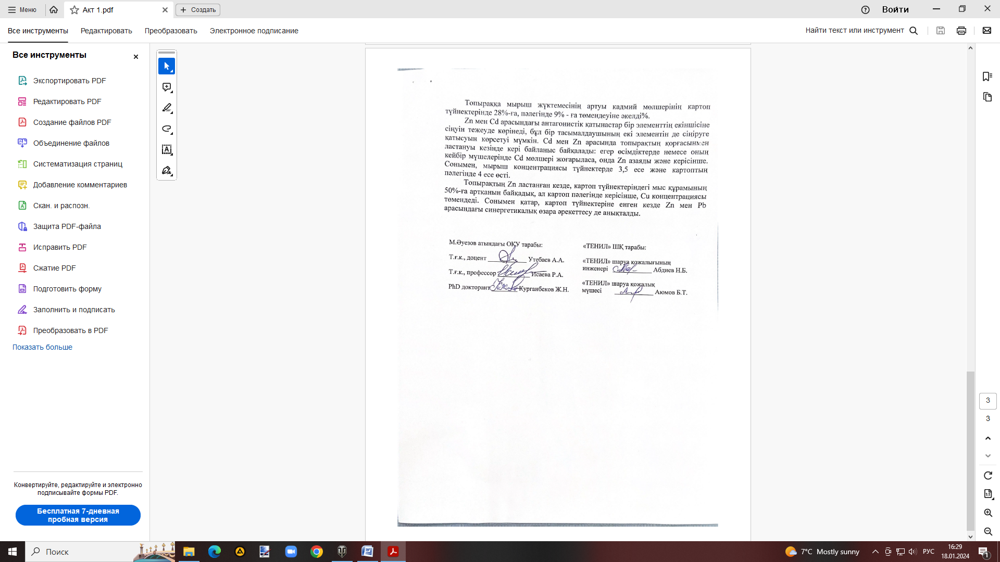 Меню
Акт 1.pdf
Создать
Войти
Все инструменты
Редактировать
Преобразовать
Электронное подписание
Найти текст или инструмент
Все инструменты
Экспортировать PDF
Редактировать PDF
Создание файлов PDF
Объединение файлов
Систематизация страниц
Добавление комментариев
Скан. и распозн.
Защита PDF-файла
Исправить PDF
Сжатие PDF
Подготовить форму
Заполнить и подписать
Преобразовать в PDF
Показать больше
Конвертируйте, редактируйте и электронно
подписывайте формы PDF.
Бесплатная 7-дневная
пробная версия
Топыраққа мырыш жүктемесінің артуы кадмий мөлшерінің картоп
түйнектерінде 28%-ға, пәлегінде 9% - ға төмендеуіне әкелді%.
Zn мен Cd арасындағы антагонистік қатынастар бір элементтің екіншісіне
сіңуін тежеуде көрінеді, бұл бір тасымалдаушының екі элементін де сіңіруге
қатысуын көрсетуі мүмкін. Cd мен Zn арасында топырақтың қорғасынмен
ластануы кезінде кері байланыс байқалады: егер өсімдіктерде немесе оның
кейбір мүшелерінде Cd мөлшері жоғарыласа, онда Zn азаяды және керісінше.
Сонымен, мырыш концентрациясы түйнектерде 3,5 есе және картоптың
пәлегінде 4 есе өсті.
Топырақтың Zn ластанған кезде, картоп түйнектеріндегі мыс құрамының
50%-ға артқанын байқадық, ал картоп пәлегінде керісінше, Cu концентрациясы
төмендеді. Сонымен қатар, картоп түйнектеріне енген кезде Zn мен Pb
арасындағы синергетикалық өзара әрекеттесу де анықталды.
М.Әуезов атындағы ОҚУ тарабы:
Т.ғ.к., доцент Утебаев А.А.
Т.ғ.к., профессор Исаева Р.А.
PhD докторант Курганбеков Ж.Н.
«ТЕНИЛ» ШҚ тарабы:
«ТЕНИЛ» шаруа қожалығының
инженері Абдиев Н.Б.
«ТЕНИЛ» шаруа қожалық
мүшесі Аюмов Б.Т.
3
3
Поиск
7°C Mostly sunny
РУС
16:29
18.01.2024
1